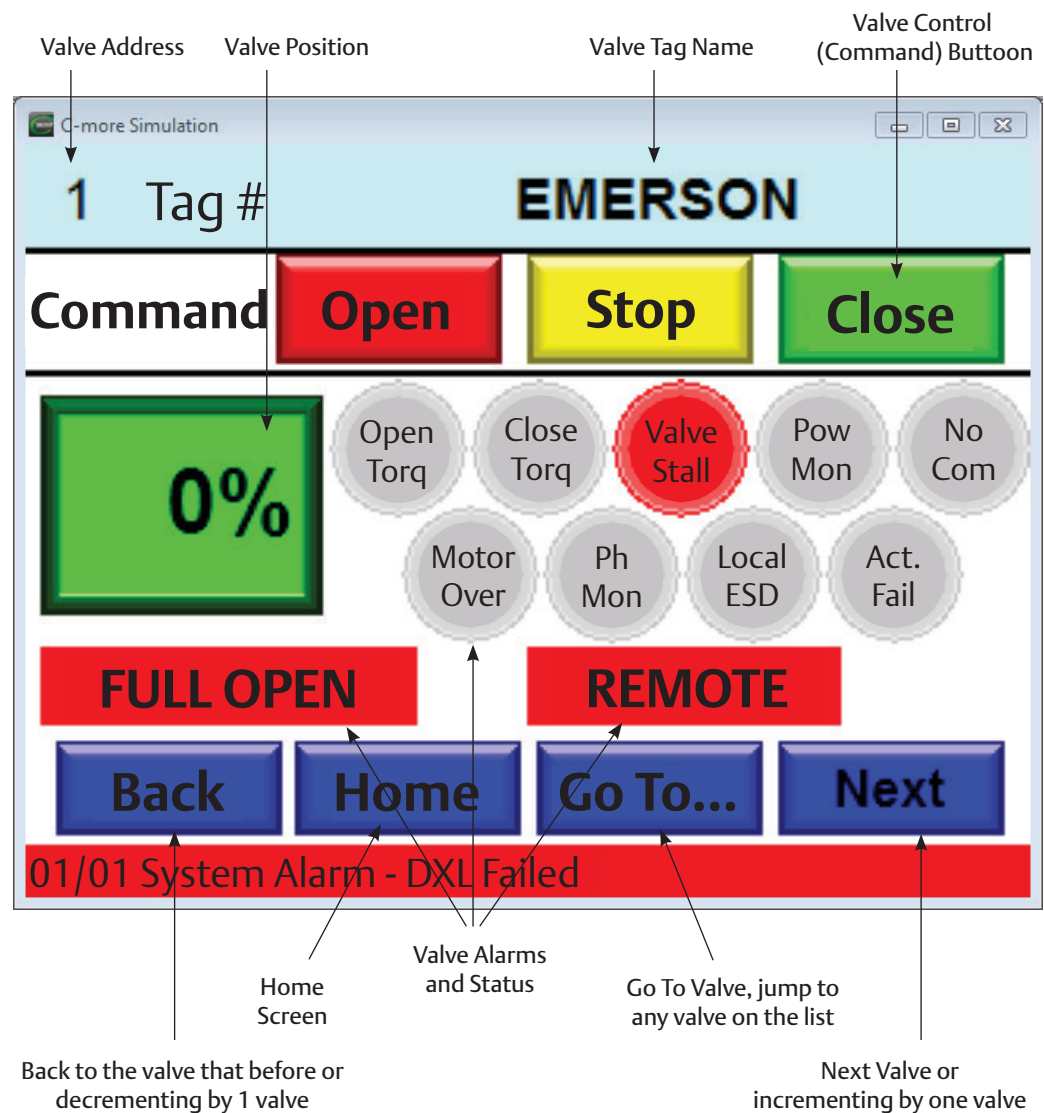 Valve Address
Valve Position
Valve Tag Name
Valve Control
(Command) Buttoon
C-more Simulation
1 Tag # EMERSON
Command Open Stop Close
0%
Open
Torq
Close
Torq
Valve
Stall
Pow
Mon
No
Com
Motor
Over
Ph
Mon
Local
ESD
Act.
Fail
FULL OPEN
REMOTE
Back Home Go To... Next
01/01 System Alarm - DXL Failed
Valve Alarms
and Status
Home
Screen
Go To Valve, jump to
any valve on the list
Back to the valve that before or
decrementing by 1 valve
Next Valve or
incrementing by one valve